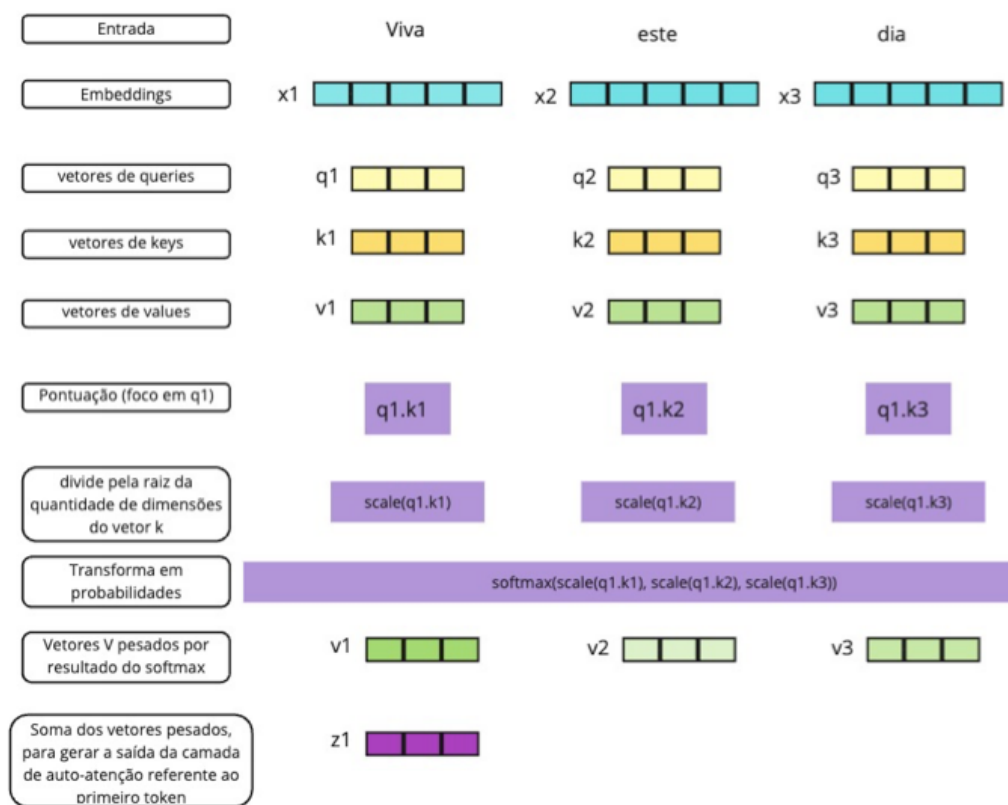 Entrada
Viva este dia
Embeddings
x1 x2 x3
vetores de queries
q1 q2 q3
vetores de keys
k1 k2 k3
vetores de values
v1 v2 v3
Pontuação (foco em q1)
q1.k1 q1.k2 q1.k3
divide pela raiz da
quantidade de dimensões
do vetor k
scale(q1.k1) scale(q1.k2) scale(q1.k3)
Transforma em
probabilidades
softmax(scale(q1.k1), scale(q1.k2), scale(q1.k3))
Vetores V pesados por
resultado do softmax
v1 v2 v3
Soma dos vetores pesados,
para gerar a saída da camada
de auto-atenção referente ao
primeiro token
z1